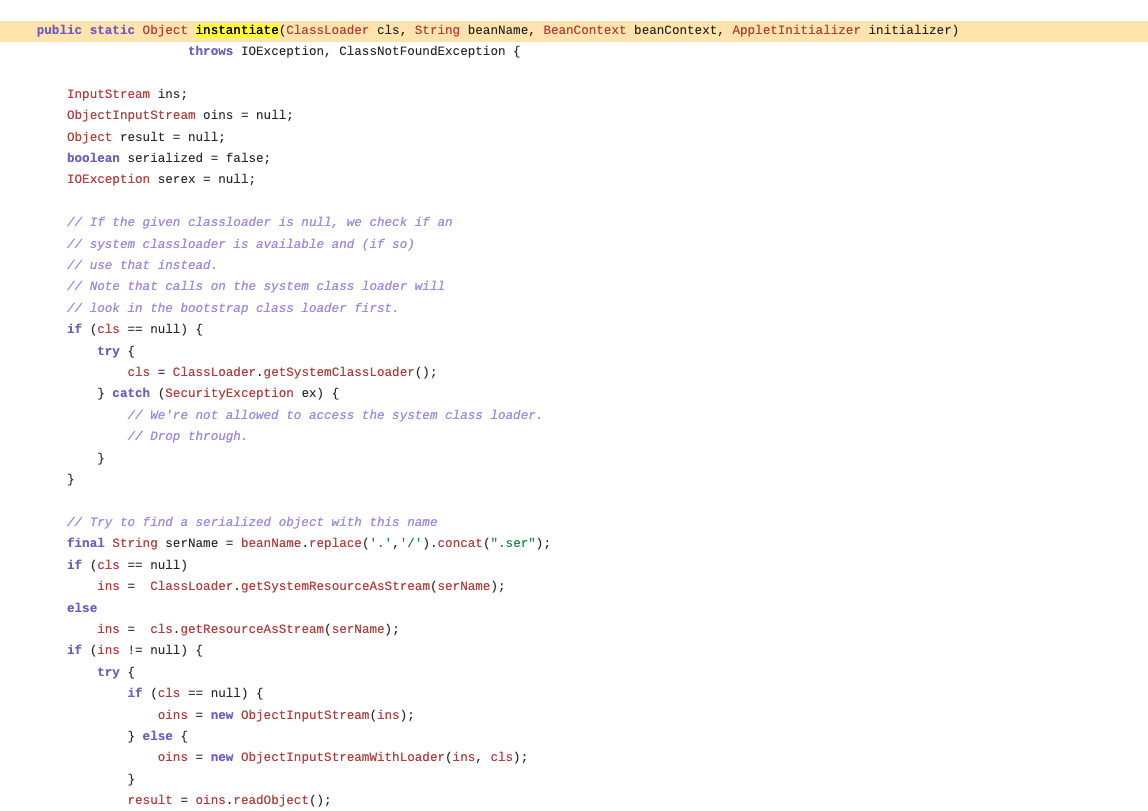 public static Object instantiate(ClassLoader cls, String beanName, BeanContext beanContext, AppletInitializer initializer)
throws IOException, ClassNotFoundException {
InputStream ins;
ObjectInputStream oins = null;
Object result = null;
boolean serialized = false;
IOException serex = null;
// If the given classloader is null, we check if an
// system classloader is available and (if so)
// use that instead.
// Note that calls on the system class loader will
// look in the bootstrap class loader first.
if (cls == null) {
try {
cls = ClassLoader.getSystemClassLoader();
} catch (SecurityException ex) {
// We're not allowed to access the system class loader.
// Drop through.
}
}
// Try to find a serialized object with this name
final String serName = beanName.replace('.','/').concat(".ser");
if (cls == null)
ins =  ClassLoader.getSystemResourceAsStream(serName);
else
ins =  cls.getResourceAsStream(serName);
if (ins != null) {
try {
if (cls == null) {
oins = new ObjectInputStream(ins);
} else {
oins = new ObjectInputStreamWithLoader(ins, cls);
}
result = oins.readObject();